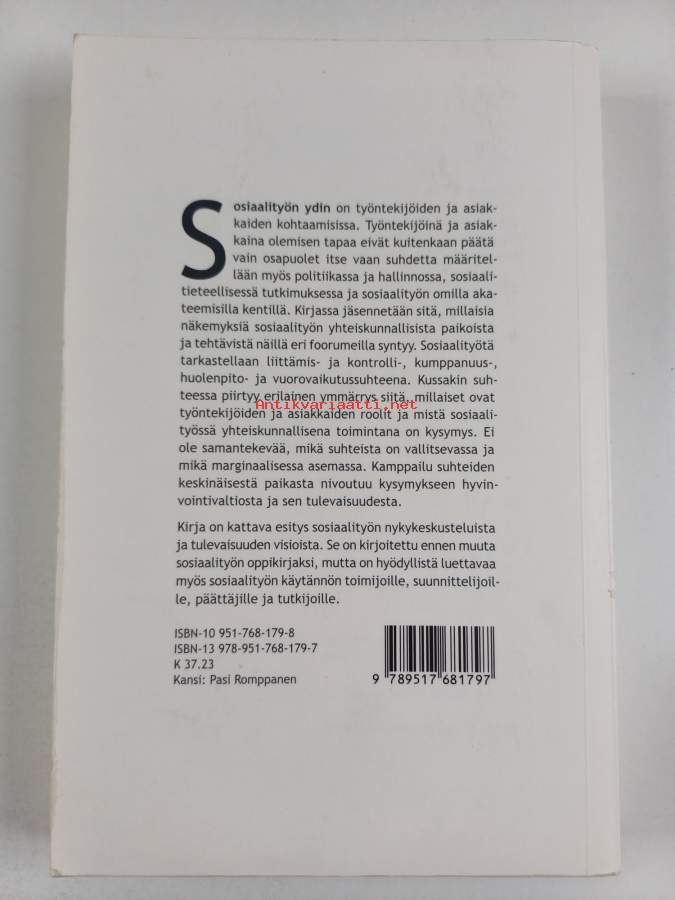 Sosiaalityön ydin on työntekijöiden ja asiak-
kaiden kohtaamisissa. Työntekijöinä ja asiak-
kaina olemisen tapaa eivät kuitenkaan päätä
vain osapuolet itse vaan suhdetta määritel-
lään myös politiikassa ja hallinnossa, sosiaali-
tieteellisessä tutkimuksessa ja sosiaalityön omilla aka-
teemisilla kentillä. Kirjassa jäsennetään sitä, millaisia
näkemyksiä sosiaalityön yhteiskunnallisista paikoista
ja tehtävistä näillä eri foorumeilla syntyy. Sosiaalityötä
tarkastellaan liittämis- ja kontrolli-, kumppanuus-,
huolenpito- ja vuorovaikutussuhteena. Kussakin suh-
teessa piirtyy erilainen ymmärrys siitä, millaiset ovat
Antikvariaatti.net
työntekijöiden ja asiakkaiden roolit ja mistä sosiaali-
työssä yhteiskunnallisena toimintana on kysymys. Ei
ole samantekevää, mikä suhteista on vallitsevassa ja
mikä marginaalisessa asemassa. Kamppailu suhteiden
keskinäisestä paikasta nivoutuu kysymykseen hyvin-
vointivaltiosta ja sen tulevaisuudesta.
Kirja on kattava esitys sosiaalityön nykykeskusteluista
ja tulevaisuuden visioista. Se on kirjoitettu ennen muuta
sosiaalityön oppikirjaksi, mutta on hyödyllistä luettavaa
myös sosiaalityön käytännön toimijoille, suunnittelijoil-
le, päättäjille ja tutkijoille.
ISBN-10 951-768-179-8
ISBN-13 978-951-768-179-7
K 37.23
Kansi: Pasi Romppanen
9 789517 681797